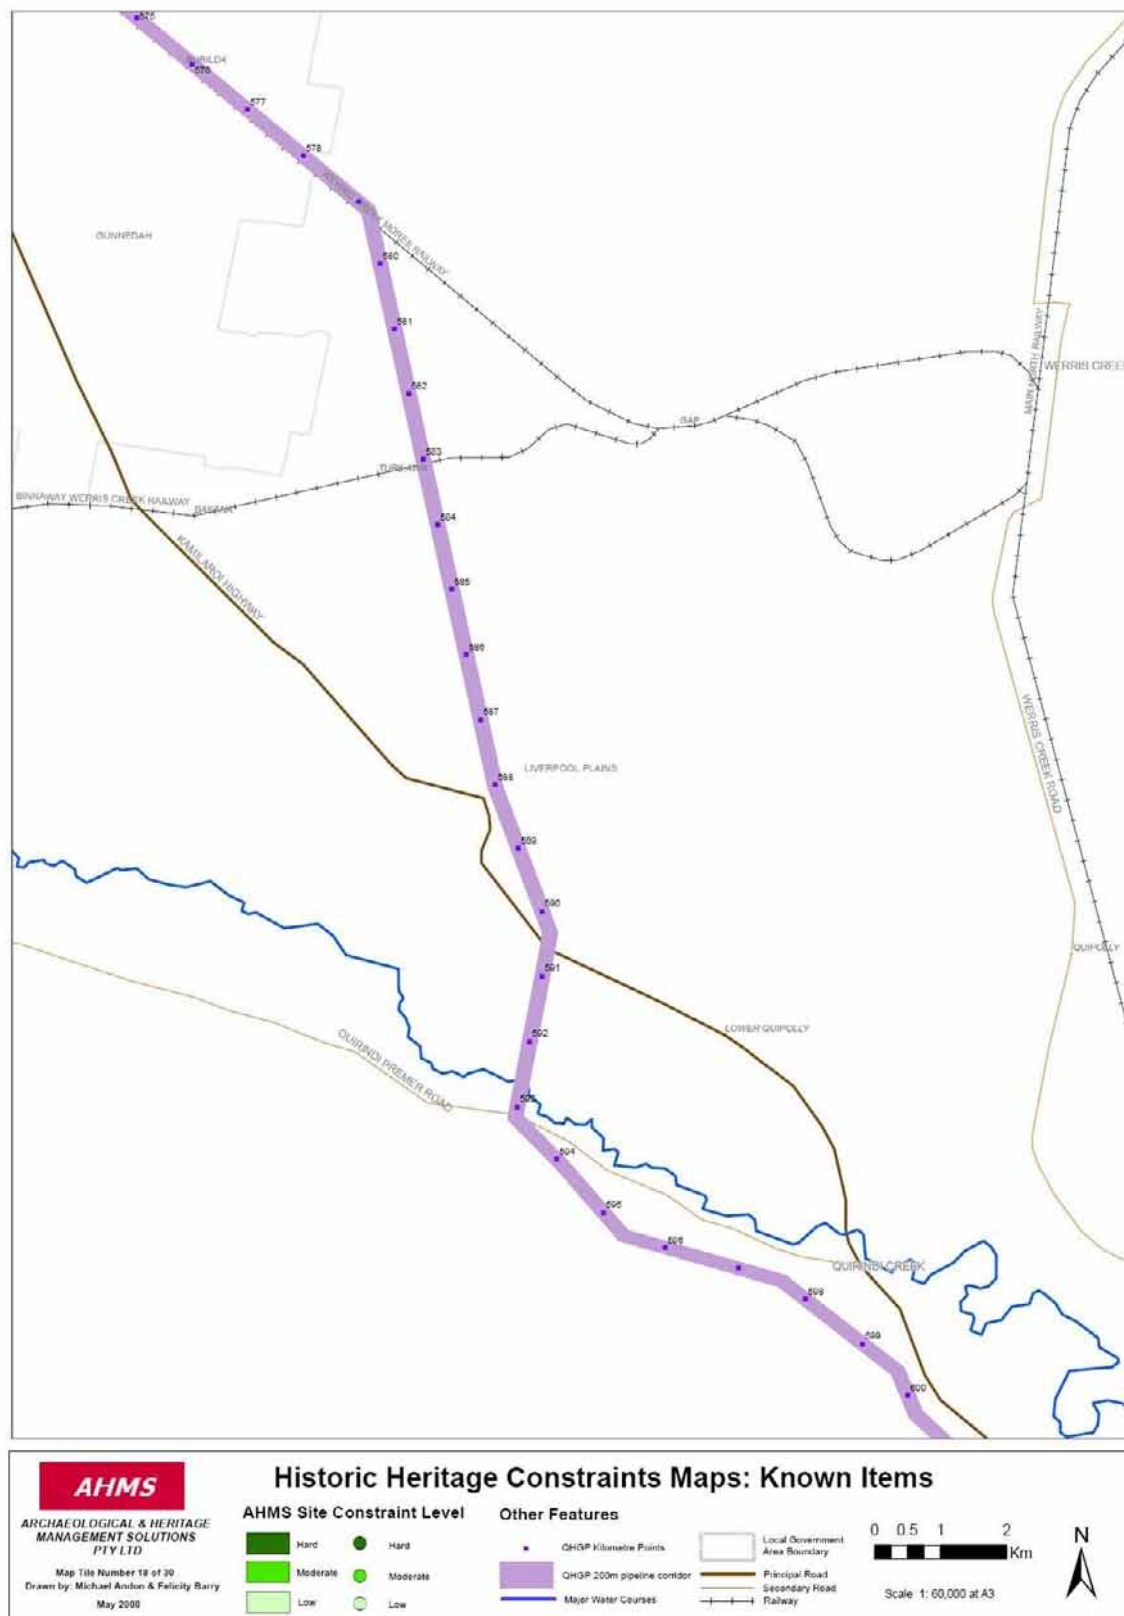 575
576
577
578
GUNNEDAH
MOREE RAILWAY
580
581
MAIN NORTH RAILWAY
WERRIS CREE
582
GAP
583
BINNAWAY WERRIS CREEK RAILWAY
584
KAMILAROI HIGHWAY
585
586
WERRIS CREEK ROAD
587
LIVERPOOL PLAINS
588
589
590
QUIPOLLY
591
LOWER QUIPOLLY
592
QUIRINDI PREMER ROAD
593
594
595
596
QUIRINDI CREEK
598
599
600
AHMS
ARCHAEOLOGICAL & HERITAGE
MANAGEMENT SOLUTIONS
PTY LTD
Map Tile Number 18 of 30
Drawn by: Michael Andon & Felicity Barry
May 2008
Historic Heritage Constraints Maps: Known Items
AHMS Site Constraint Level
Hard Hard
Moderate Moderate
Low Low
Other Features
QHGP Kilometre Points
QHGP 200m pipeline corridor
Major Water Courses
Local Government
Area Boundary
Principal Road
Secondary Road
Railway
0 0.5 1 2
Km
Scale 1: 60,000 at A3
N